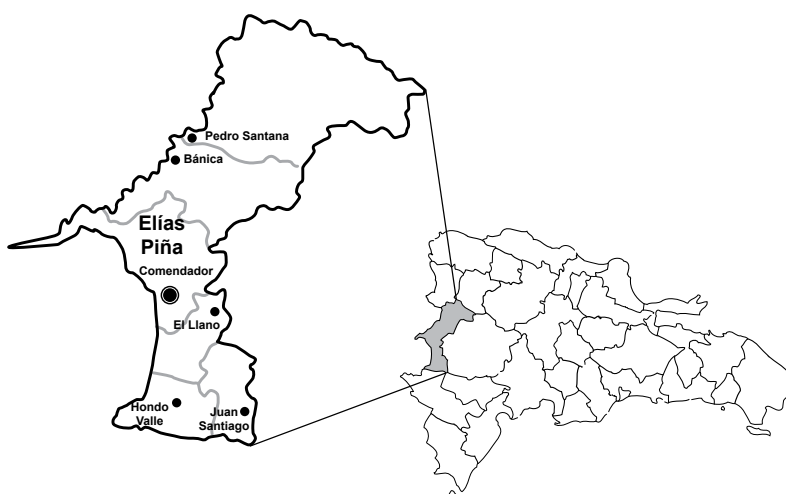 Pedro Santana
Bánica
Elías
Piña
Comendador
El Llano
Hondo
Valle
Juan
Santiago